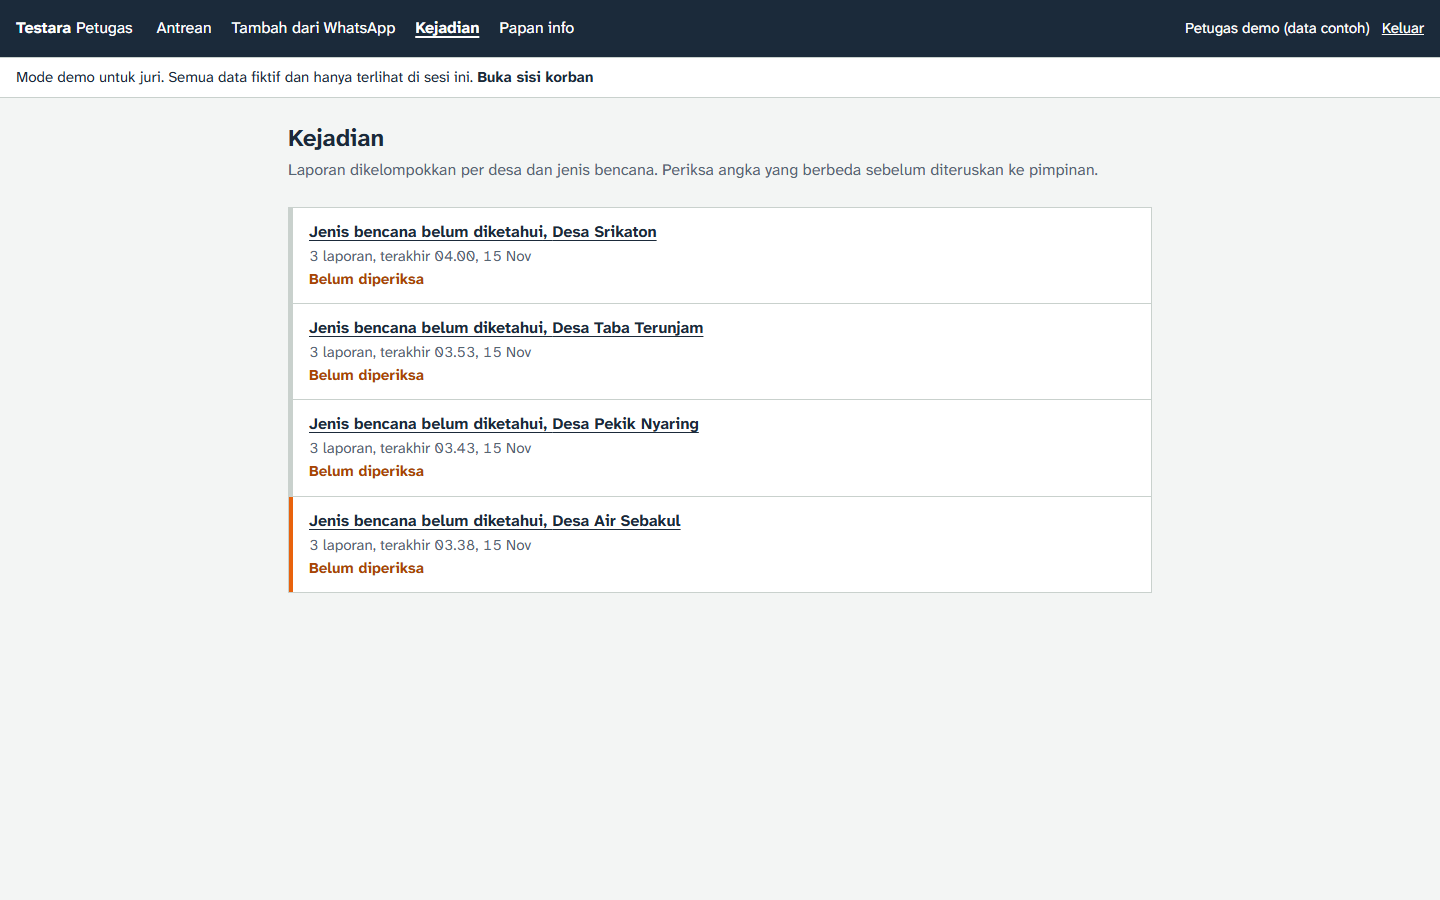 Testara Petugas Antrean Tambah dari WhatsApp Kejadian Papan info Petugas demo (data contoh) Keluar
Mode demo untuk juri. Semua data fiktif dan hanya terlihat di sesi ini. Buka sisi korban
Kejadian
Laporan dikelompokkan per desa dan jenis bencana. Periksa angka yang berbeda sebelum diteruskan ke pimpinan.
Jenis bencana belum diketahui, Desa Srikaton
3 laporan, terakhir 04.00, 15 Nov
Belum diperiksa
Jenis bencana belum diketahui, Desa Taba Terunjam
3 laporan, terakhir 03.53, 15 Nov
Belum diperiksa
Jenis bencana belum diketahui, Desa Pekik Nyaring
3 laporan, terakhir 03.43, 15 Nov
Belum diperiksa
Jenis bencana belum diketahui, Desa Air Sebakul
3 laporan, terakhir 03.38, 15 Nov
Belum diperiksa